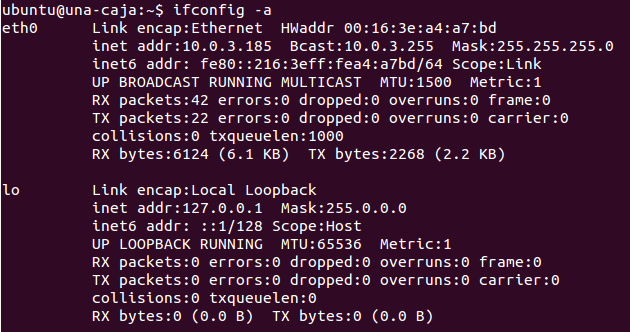 ubuntu@una-caja:~$ ifconfig -a
eth0      Link encap:Ethernet  HWaddr 00:16:3e:a4:a7:bd
          inet addr:10.0.3.185  Bcast:10.0.3.255  Mask:255.255.255.0
          inet6 addr: fe80::216:3eff:fea4:a7bd/64 Scope:Link
          UP BROADCAST RUNNING MULTICAST  MTU:1500  Metric:1
          RX packets:42 errors:0 dropped:0 overruns:0 frame:0
          TX packets:22 errors:0 dropped:0 overruns:0 carrier:0
          collisions:0 txqueuelen:1000
          RX bytes:6124 (6.1 KB)  TX bytes:2268 (2.2 KB)
lo        Link encap:Local Loopback
          inet addr:127.0.0.1  Mask:255.0.0.0
          inet6 addr: ::1/128 Scope:Host
          UP LOOPBACK RUNNING  MTU:65536  Metric:1
          RX packets:0 errors:0 dropped:0 overruns:0 frame:0
          TX packets:0 errors:0 dropped:0 overruns:0 carrier:0
          collisions:0 txqueuelen:0
          RX bytes:0 (0.0 B)  TX bytes:0 (0.0 B)